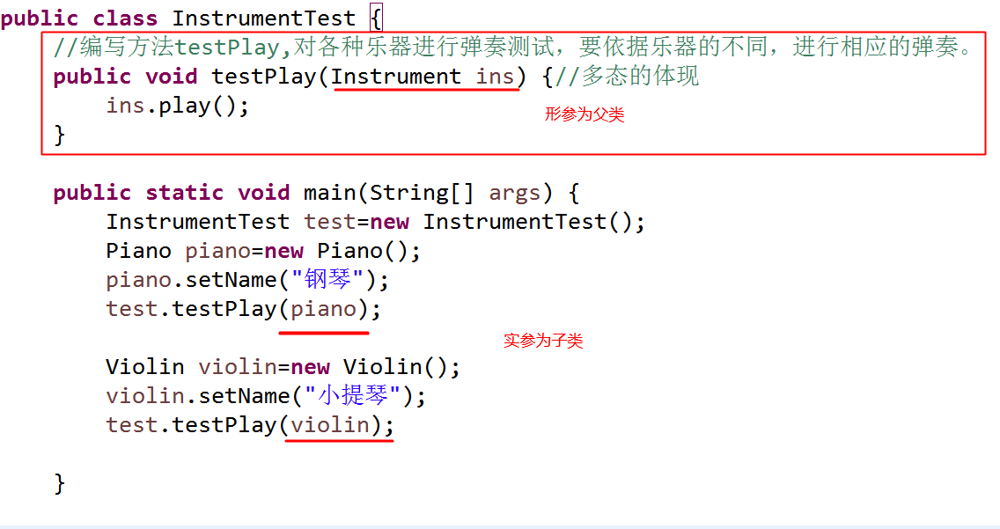 public class InstrumentTest {
//编写方法testPlay,对各种乐器进行弹奏测试，要依据乐器的不同，进行相应的弹奏。
public void testPlay(Instrument ins) {//多态的体现
ins.play();
形参为父类
}
public static void main(String[] args) {
InstrumentTest test=new InstrumentTest();
Piano piano=new Piano();
piano.setName("钢琴");
test.testPlay(piano);
实参为子类
Violin violin=new Violin();
violin.setName("小提琴");
test.testPlay(violin);
}